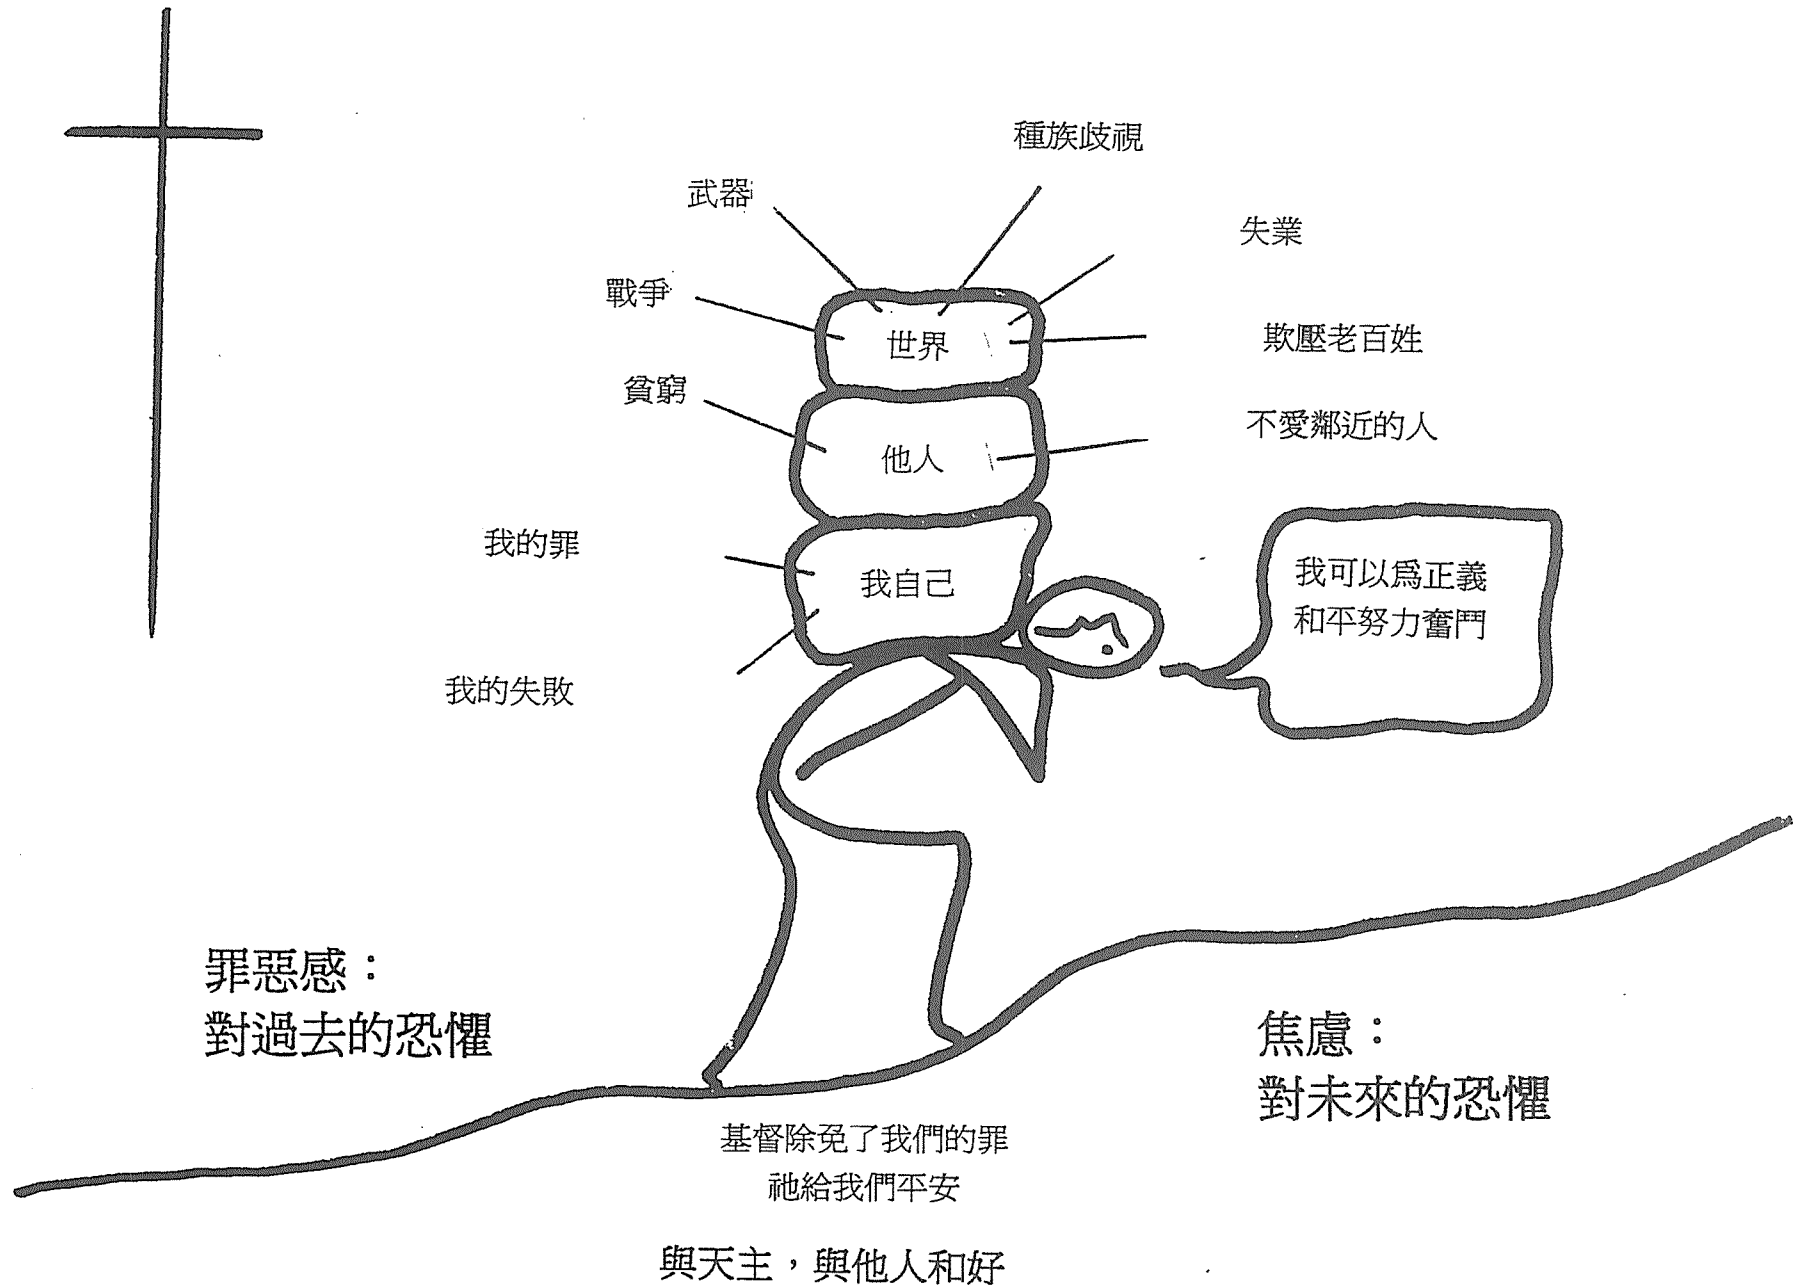 種族歧視
武器
失業
戰爭
世界
欺壓老百姓
貧窮
他人
不愛鄰近的人
我的罪
我自己
我可以爲正義
和平努力奮鬥
我的失敗
罪惡感：
對過去的恐懼
焦慮：
對未來的恐懼
基督除免了我們的罪
祂給我們平安
與天主，與他人和好